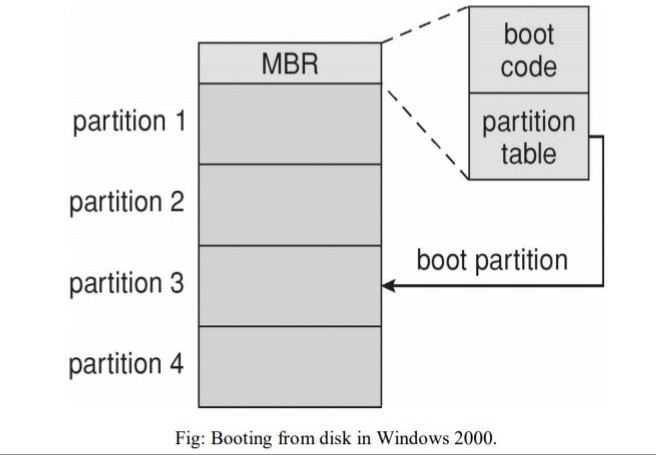 MBR
boot
code
partition
table
partition 1
partition 2
boot partition
partition 3
partition 4
Fig: Booting from disk in Windows 2000.